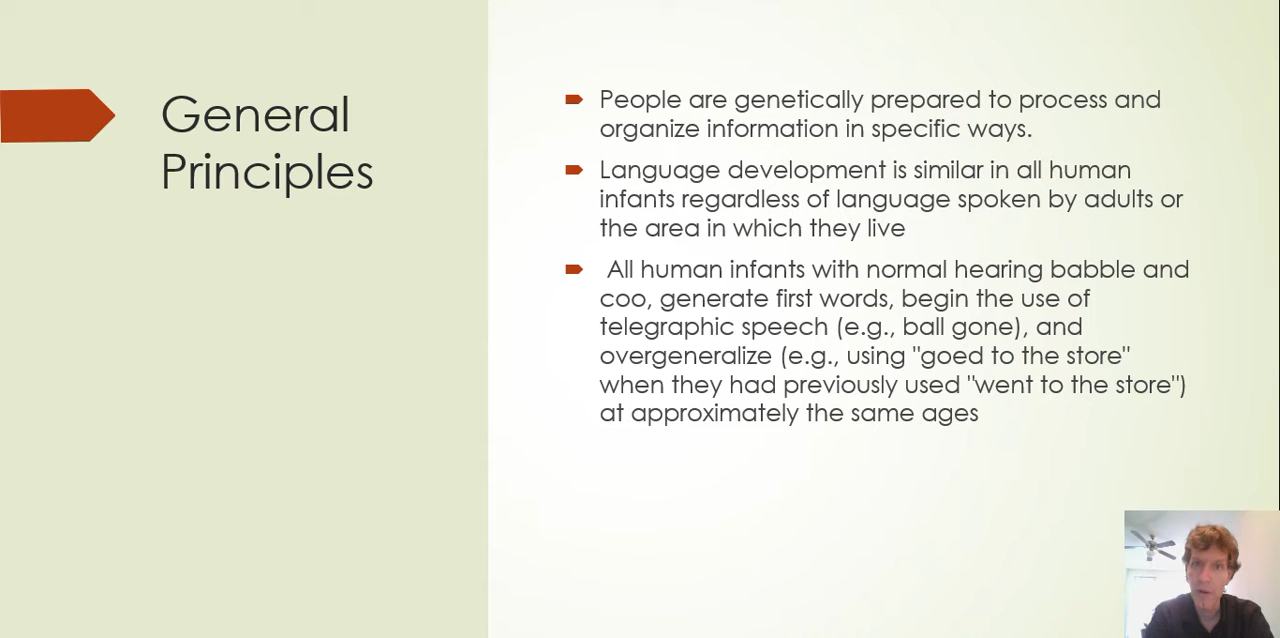 General
Principles
People are genetically prepared to process and
organize information in specific ways.
Language development is similar in all human
infants regardless of language spoken by adults or
the area in which they live
All human infants with normal hearing babble and
coo, generate first words, begin the use of
telegraphic speech (e.g., ball gone), and
overgeneralize (e.g., using "goed to the store"
when they had previously used "went to the store")
at approximately the same ages